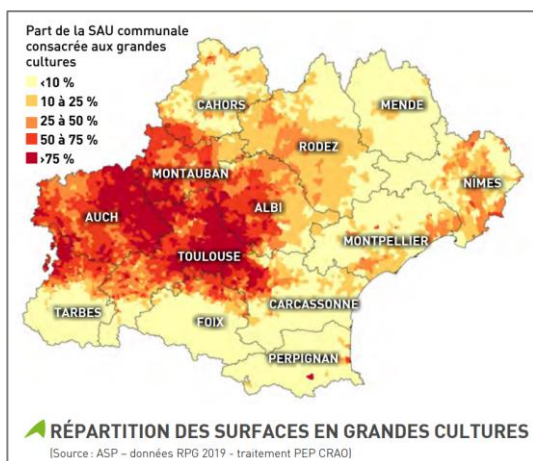 Part de la SAU communale
consacrée aux grandes
cultures
<10 %
10 à 25 %
25 à 50 %
50 à 75 %
>75 %
CAHORS
MENDE
RODEZ
MONTAUBAN
NÎMES
ALBI
AUCH
MONTPELLIER
TOULOUSE
CARCASSONNE
TARBES
FOIX
PERPIGNAN
RÉPARTITION DES SURFACES EN GRANDES CULTURES
(Source : ASP – données RPG 2019 - traitement PEP CRAO)